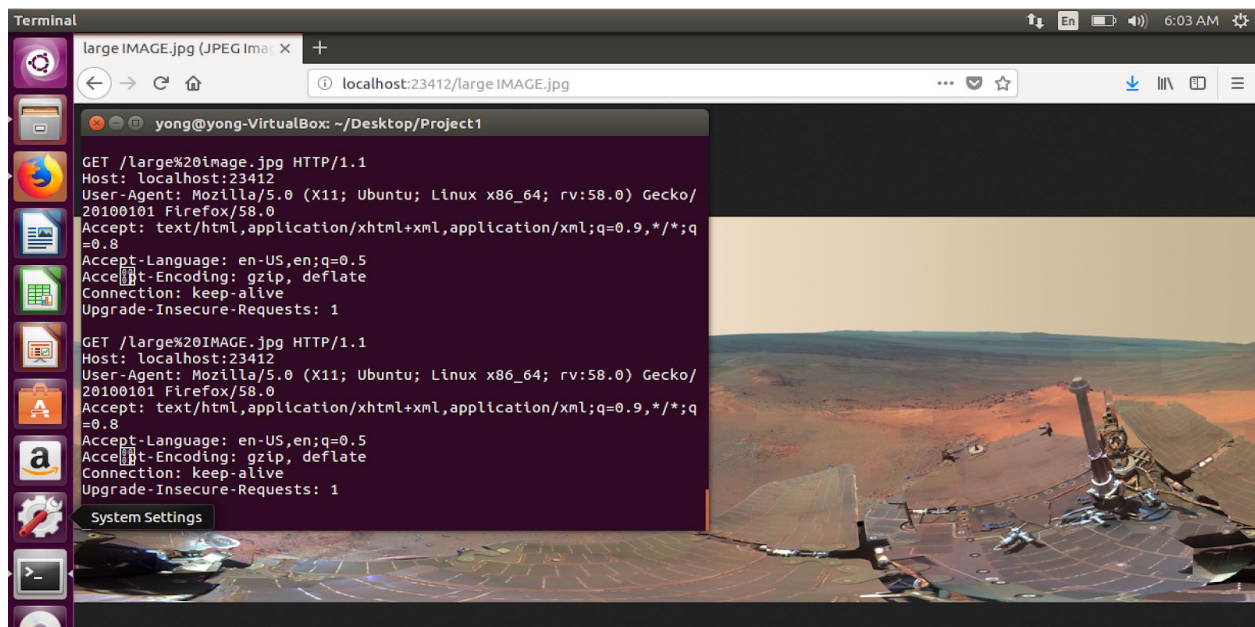 Terminal
En
6:03 AM
large IMAGE.jpg (JPEG Imag
localhost:23412/large IMAGE.jpg
yong@yong-VirtualBox: ~/Desktop/Project1
GET /large%20image.jpg HTTP/1.1
Host: localhost:23412
User-Agent: Mozilla/5.0 (X11; Ubuntu; Linux x86_64; rv:58.0) Gecko/
20100101 Firefox/58.0
Accept: text/html,application/xhtml+xml,application/xml;q=0.9,*/*;q
=0.8
Accept-Language: en-US,en;q=0.5
Accept-Encoding: gzip, deflate
Connection: keep-alive
Upgrade-Insecure-Requests: 1
GET /large%20IMAGE.jpg HTTP/1.1
Host: localhost:23412
User-Agent: Mozilla/5.0 (X11; Ubuntu; Linux x86_64; rv:58.0) Gecko/
20100101 Firefox/58.0
Accept: text/html,application/xhtml+xml,application/xml;q=0.9,*/*;q
=0.8
Accept-Language: en-US,en;q=0.5
Accept-Encoding: gzip, deflate
Connection: keep-alive
Upgrade-Insecure-Requests: 1
System Settings